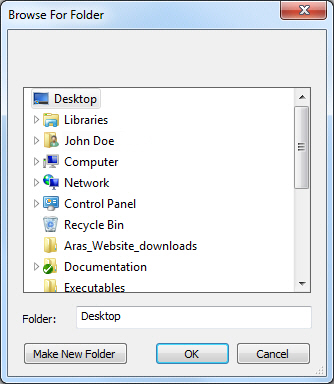 Browse For Folder
Desktop
Libraries
John Doe
Computer
Network
Control Panel
Recycle Bin
Aras_Website_downloads
Documentation
Executables
Folder: Desktop
Make New Folder OK Cancel